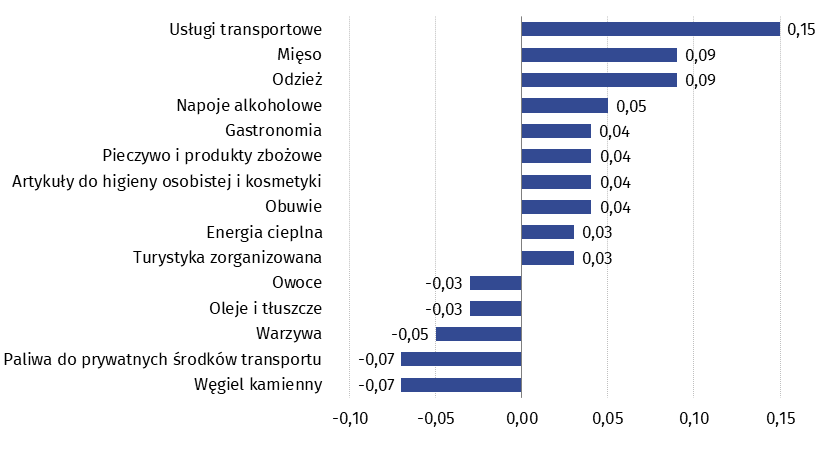 Usługi transportowe 0,15
Mięso 0,09
Odzież 0,09
Napoje alkoholowe 0,05
Gastronomia 0,04
Pieczywo i produkty zbożowe 0,04
Artykuły do higieny osobistej i kosmetyki 0,04
Obuwie 0,04
Energia cieplna 0,03
Turystyka zorganizowana 0,03
Owoce -0,03
Oleje i tłuszcze -0,03
Warzywa -0,05
Paliwa do prywatnych środków transportu -0,07
Węgiel kamienny -0,07
-0,10 -0,05 0,00 0,05 0,10 0,15